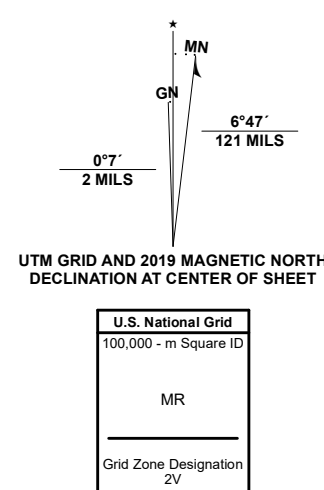 ★
MN
GN
6°47´
121 MILS
0°7´
2 MILS
UTM GRID AND 2019 MAGNETIC NORTH
DECLINATION AT CENTER OF SHEET
U.S. National Grid
100,000 - m Square ID
MR
Grid Zone Designation
2V